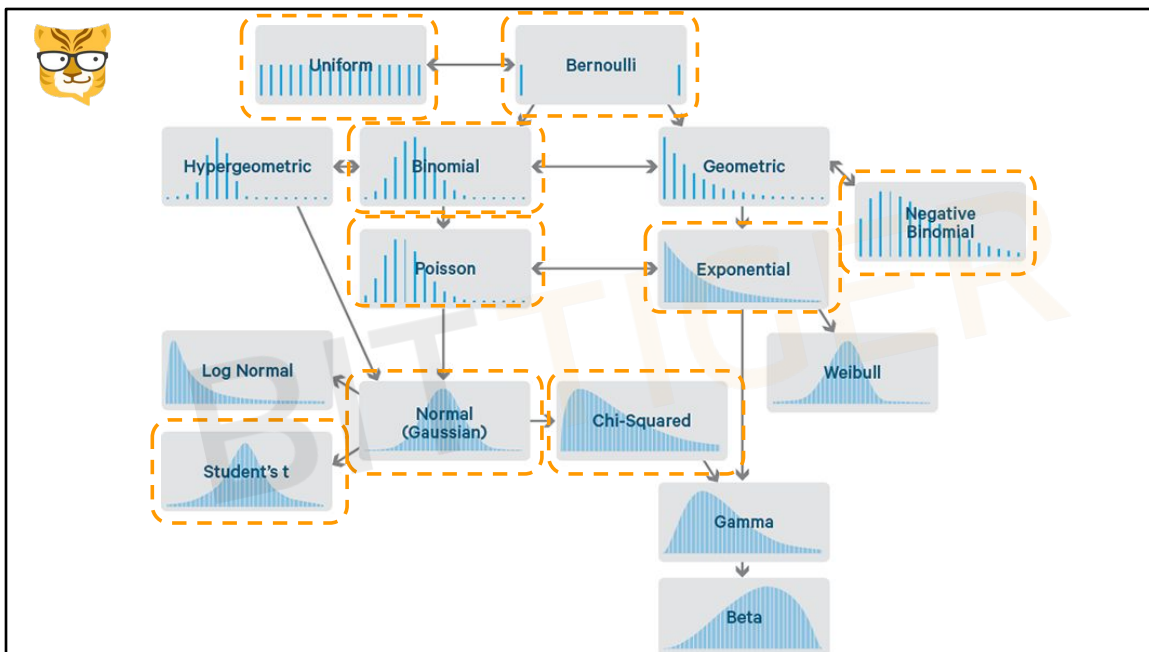 Uniform
Bernoulli
Hypergeometric
Binomial
Geometric
Negative
Binomial
Poisson
Exponential
Log Normal
Weibull
Normal
(Gaussian)
Chi-Squared
Student's t
Gamma
Beta
BITTIGER